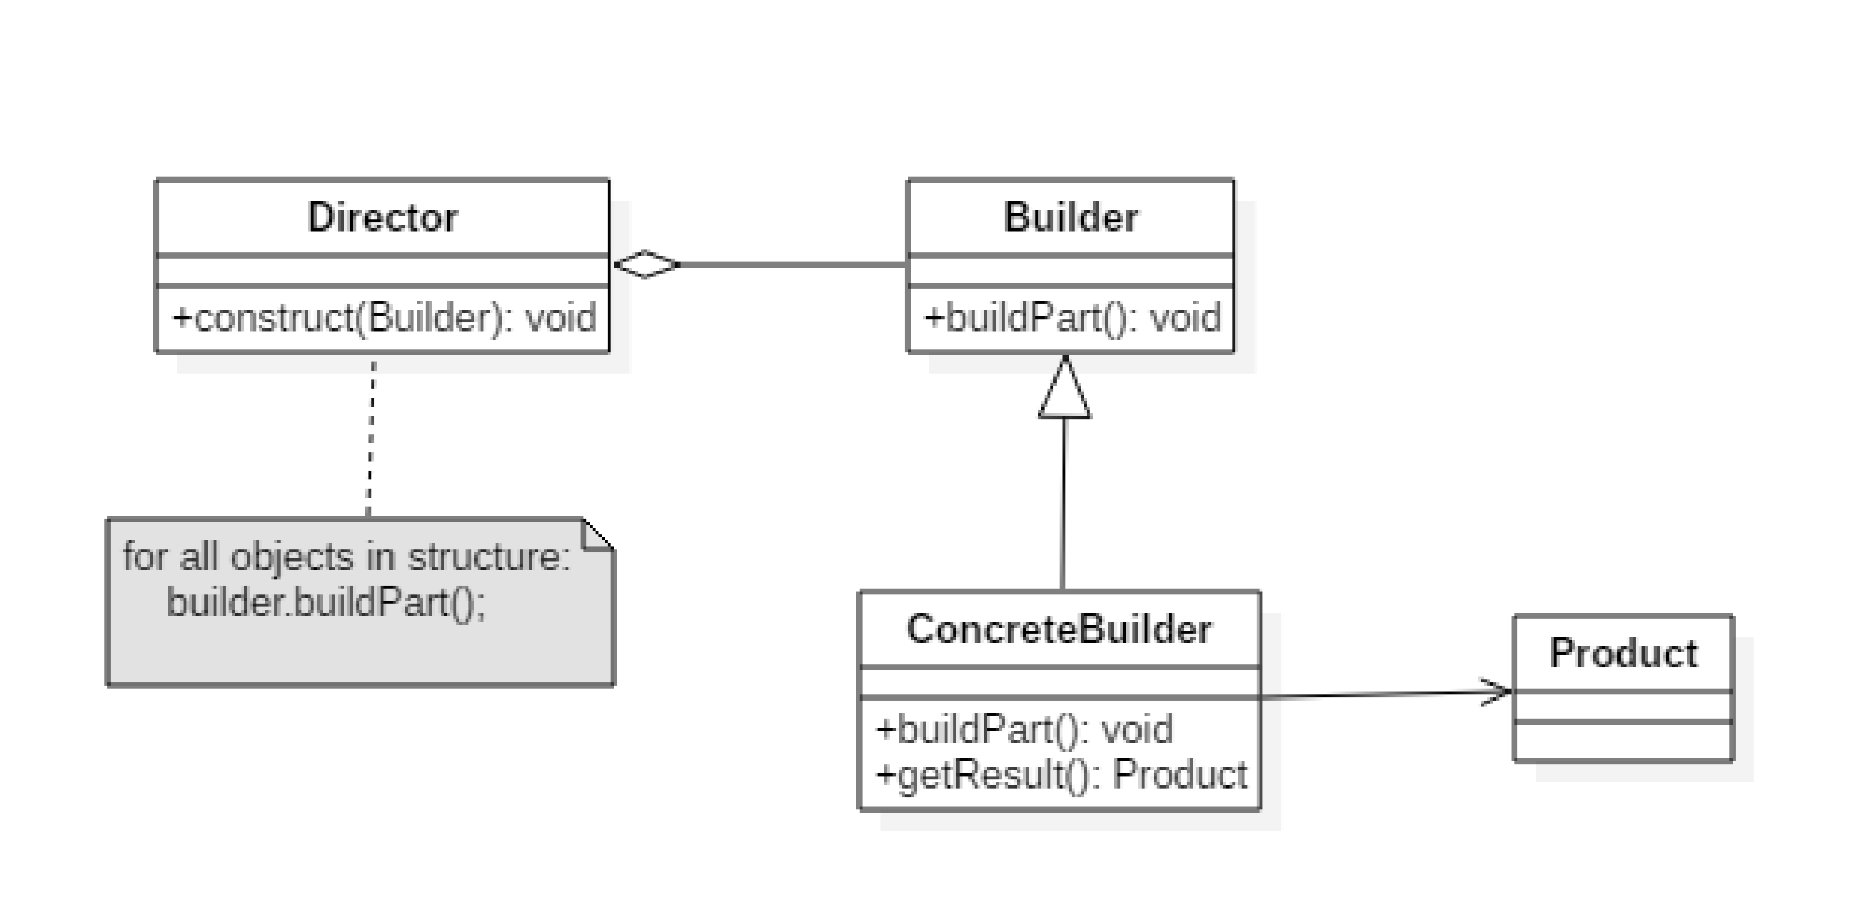 Director
+construct(Builder): void
Builder
+buildPart(): void
for all objects in structure:
builder.buildPart();
ConcreteBuilder
+buildPart(): void
+getResult(): Product
Product